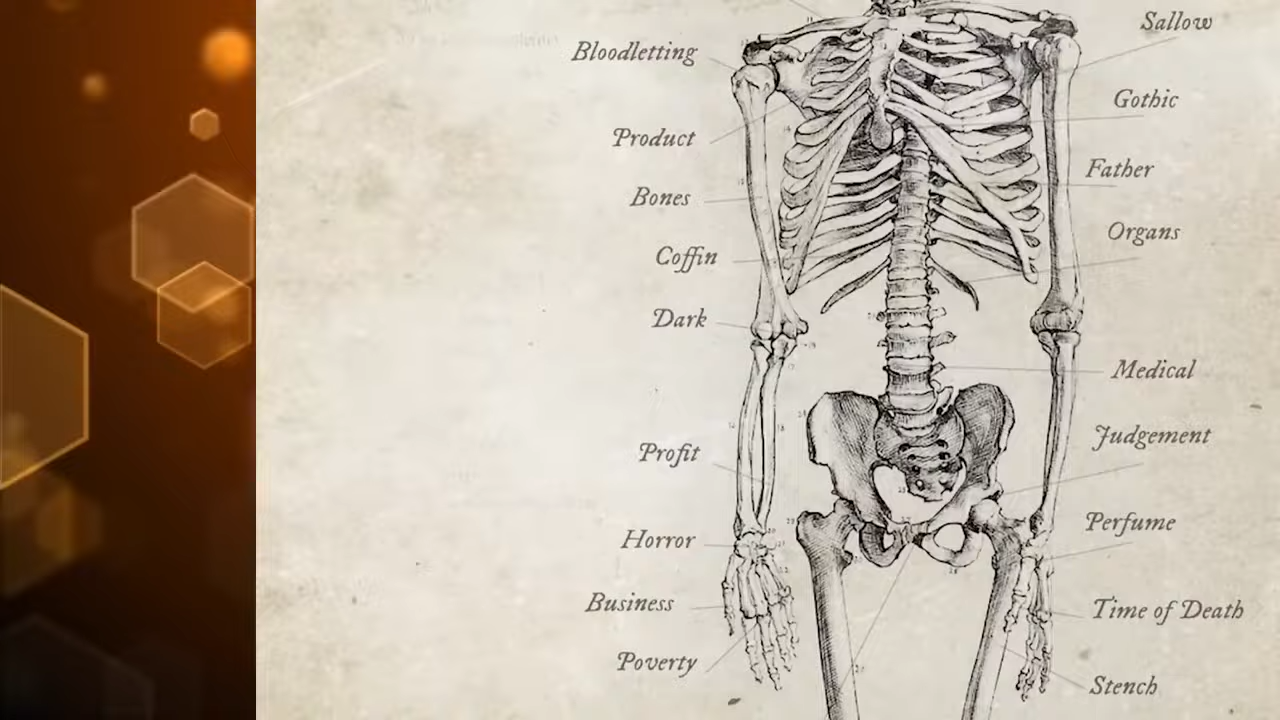 Bloodletting
Product
Bones
Coffin
Dark
Profit
Horror
Business
Poverty
Sallow
Gothic
Father
Organs
Medical
Judgement
Perfume
Time of Death
Stench